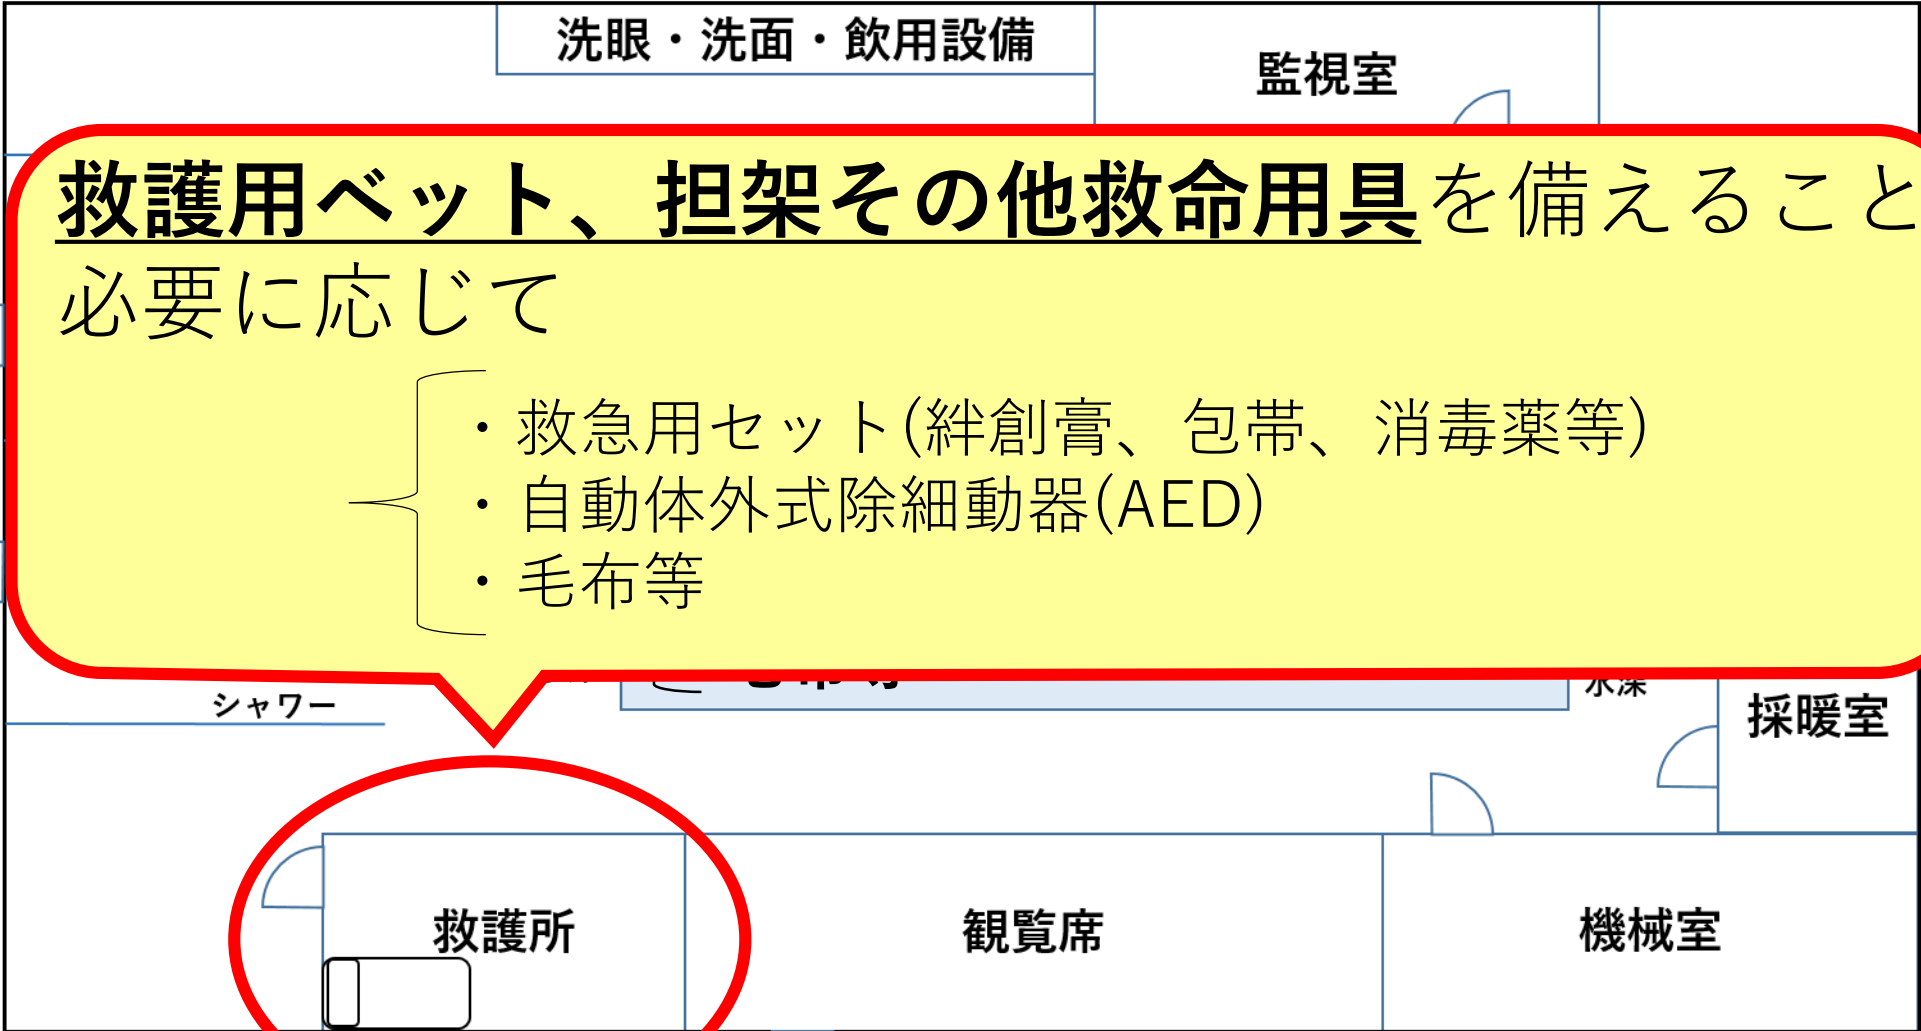 洗眼・洗面・飲用設備
監視室
救護用ベット、担架その他救命用具を備えること
必要に応じて
・救急用セット(絆創膏、包帯、消毒薬等)
・自動体外式除細動器(AED)
・毛布等
シャワー
水深
採暖室
救護所
観覧席
機械室